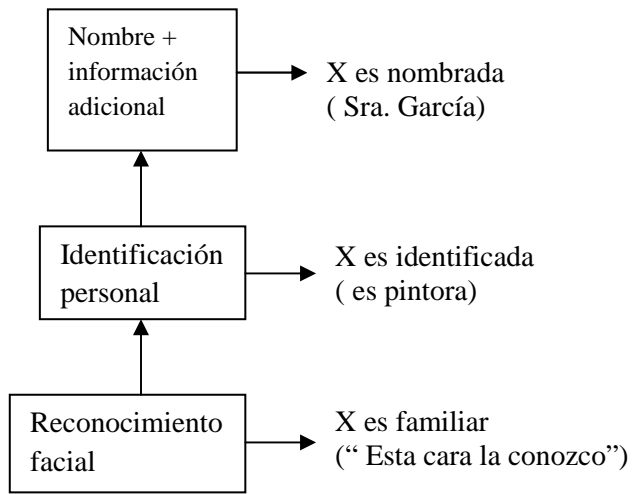 Nombre +
información
adicional
X es nombrada
( Sra. García)
Identificación
personal
X es identificada
( es pintora)
Reconocimiento
facial
X es familiar
(“ Esta cara la conozco”)